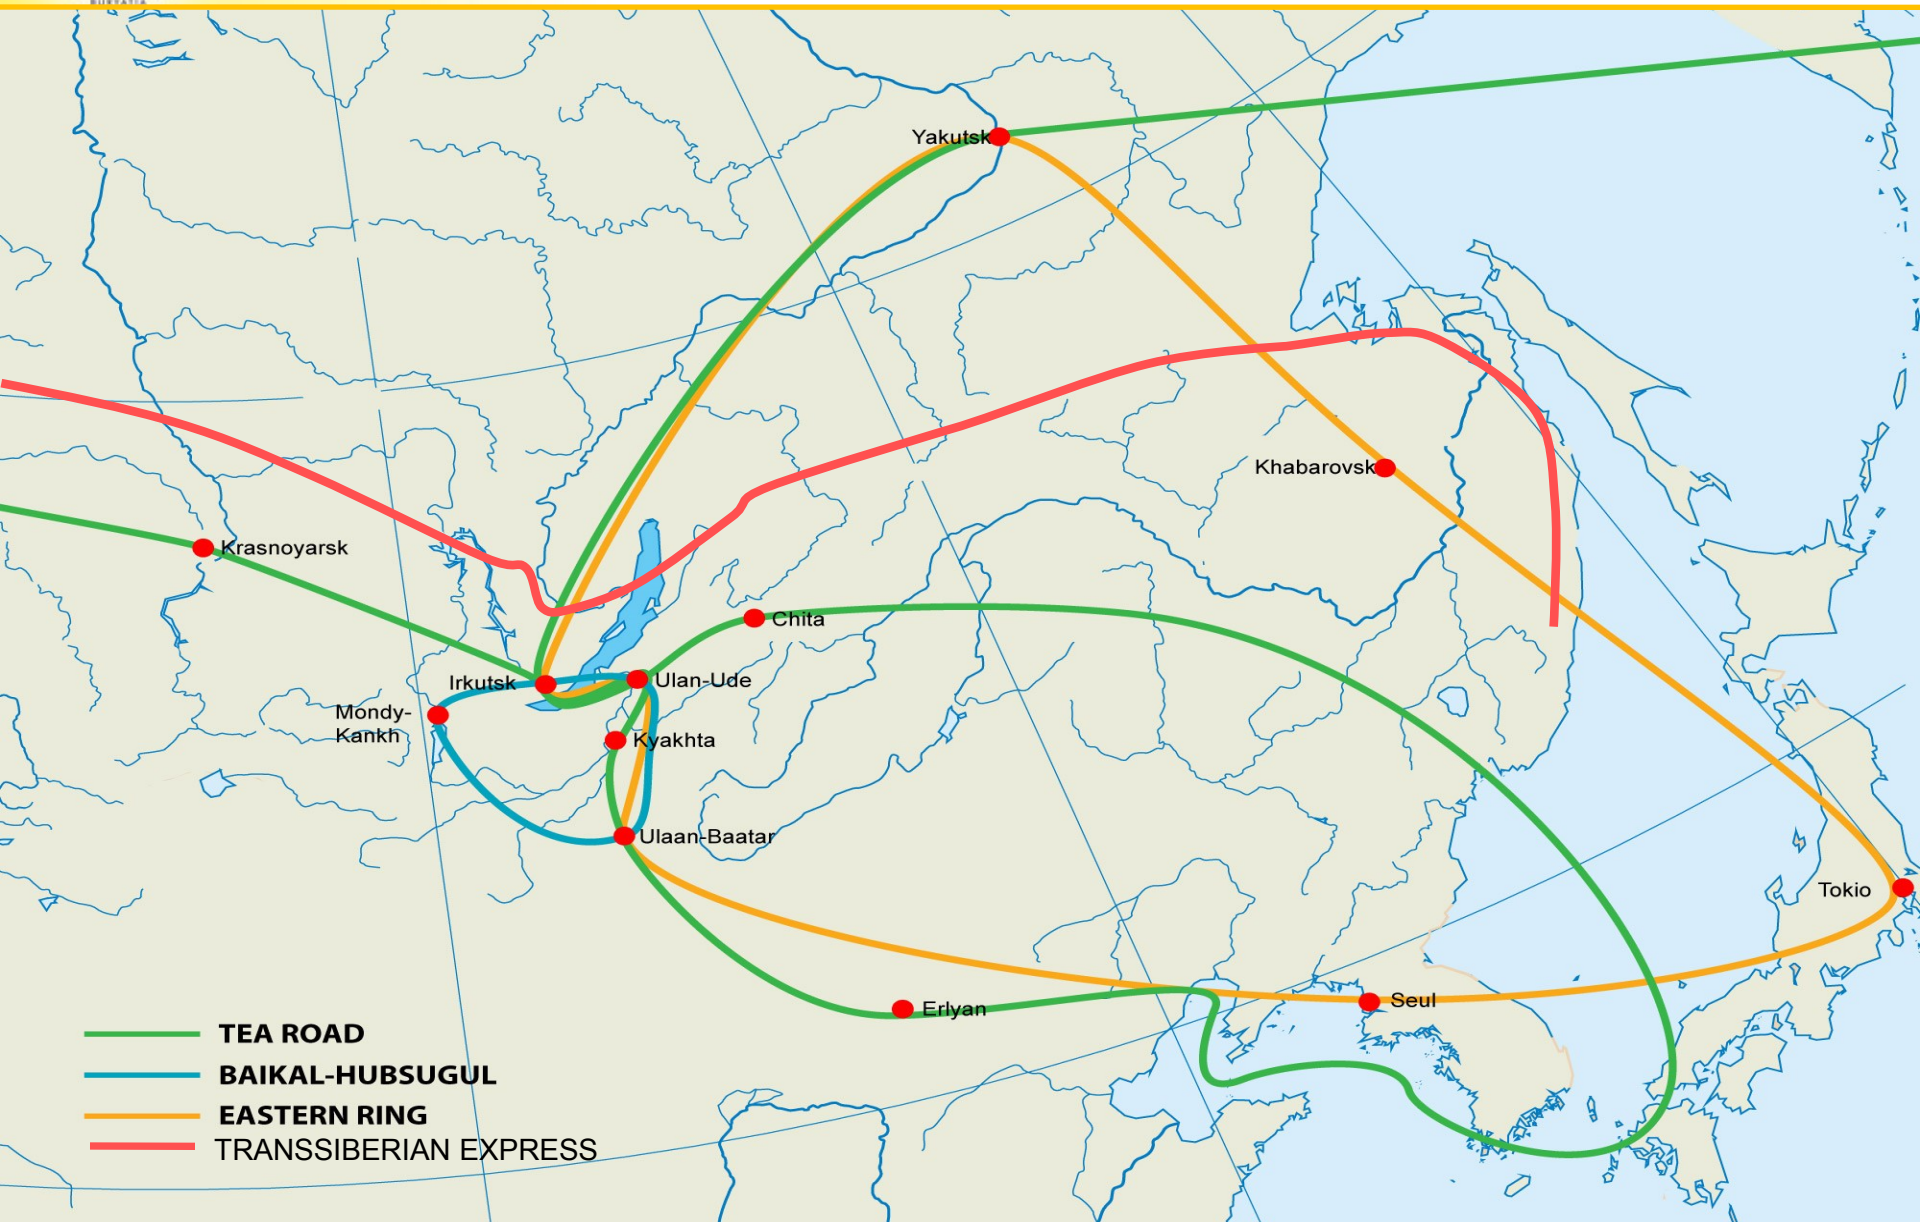 Yakutsk
Khabarovsk
Krasnoyarsk
Chita
Irkutsk
Ulan-Ude
Mondy-
Kankh
Kyakhta
Ulaan-Baatar
Tokio
Erlyan
Seul
TEA ROAD
BAIKAL-HUBSUGUL
EASTERN RING
TRANSSIBERIAN EXPRESS